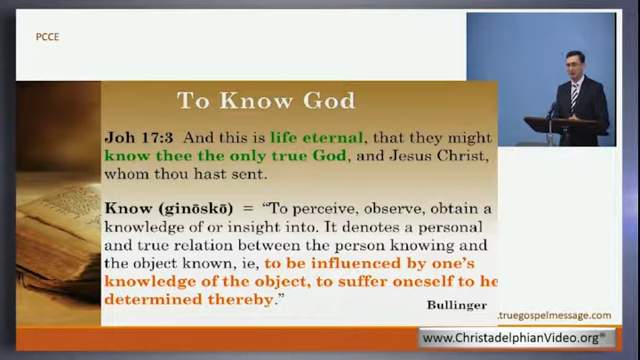 PCCE
To Know God
Joh 17:3 And this is life eternal, that they might
know thee the only true God, and Jesus Christ,
whom thou hast sent.
Know (ginōskō) = “To perceive, observe, obtain a
knowledge of or insight into. It denotes a personal
and true relation between the person knowing and
the object known, ie, to be influenced by one’s
knowledge of the object, to suffer oneself to be
determined thereby.”
Bullinger
.truegospelmessage.com
www.ChristadelphianVideo.org®